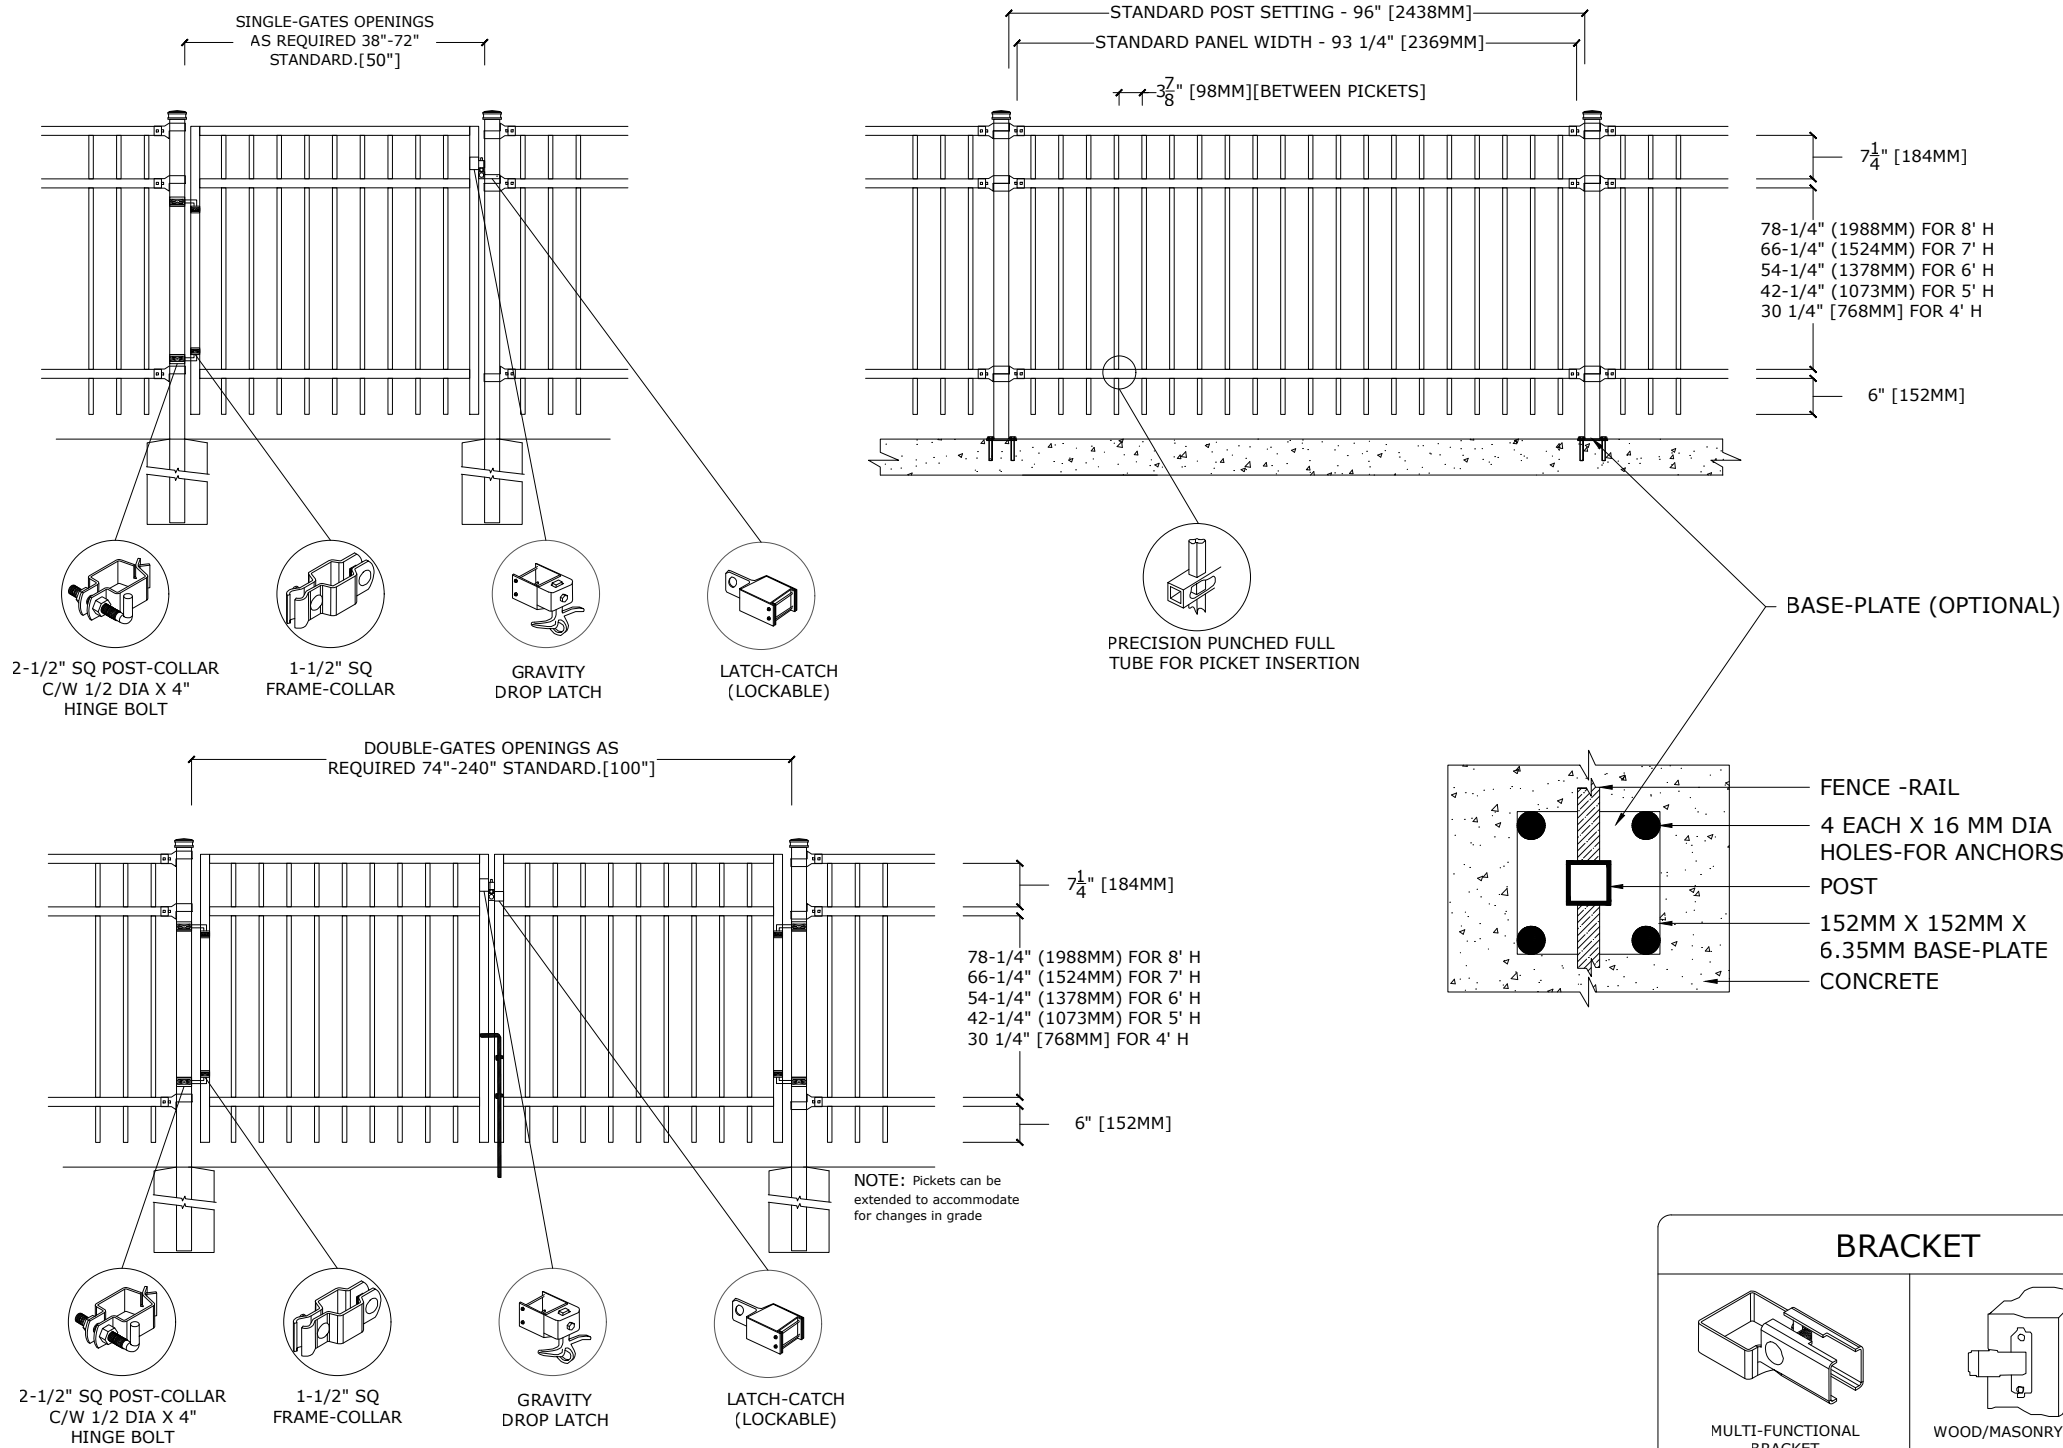 SINGLE-GATES OPENINGS
AS REQUIRED 38"-72"
STANDARD.[50"]
STANDARD POST SETTING - 96" [2438MM]
STANDARD PANEL WIDTH - 93 1/4" [2369MM]
3 7/8" [98MM][BETWEEN PICKETS]
7 1/4" [184MM]
78-1/4" (1988MM) FOR 8' H
66-1/4" (1524MM) FOR 7' H
54-1/4" (1378MM) FOR 6' H
42-1/4" (1073MM) FOR 5' H
30 1/4" [768MM] FOR 4' H
6" [152MM]
2-1/2" SQ POST-COLLAR
C/W 1/2 DIA X 4"
HINGE BOLT
1-1/2" SQ
FRAME-COLLAR
GRAVITY
DROP LATCH
LATCH-CATCH
(LOCKABLE)
PRECISION PUNCHED FULL
TUBE FOR PICKET INSERTION
BASE-PLATE (OPTIONAL)
FENCE -RAIL
4 EACH X 16 MM DIA
HOLES-FOR ANCHORS
POST
152MM X 152MM X
6.35MM BASE-PLATE
CONCRETE
DOUBLE-GATES OPENINGS AS
REQUIRED 74"-240" STANDARD.[100"]
7 1/4" [184MM]
78-1/4" (1988MM) FOR 8' H
66-1/4" (1524MM) FOR 7' H
54-1/4" (1378MM) FOR 6' H
42-1/4" (1073MM) FOR 5' H
30 1/4" [768MM] FOR 4' H
6" [152MM]
NOTE: Pickets can be
extended to accommodate
for changes in grade
2-1/2" SQ POST-COLLAR
C/W 1/2 DIA X 4"
HINGE BOLT
1-1/2" SQ
FRAME-COLLAR
GRAVITY
DROP LATCH
LATCH-CATCH
(LOCKABLE)
BRACKET
MULTI-FUNCTIONAL
BRACKET
WOOD/MASONRY